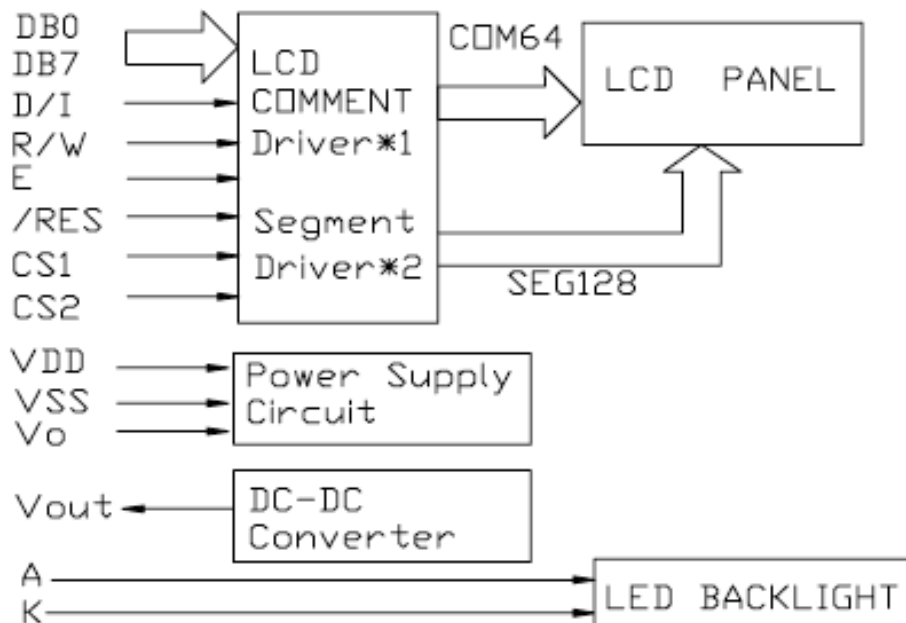 DB0
DB7
D/I
R/W
E
/RES
CS1
CS2
LCD
COMMENT
Driver*1
Segment
Driver*2
COM64
LCD PANEL
SEG128
VDD
VSS
Vo
Power Supply
Circuit
Vout
DC-DC
Converter
A
K
LED BACKLIGHT